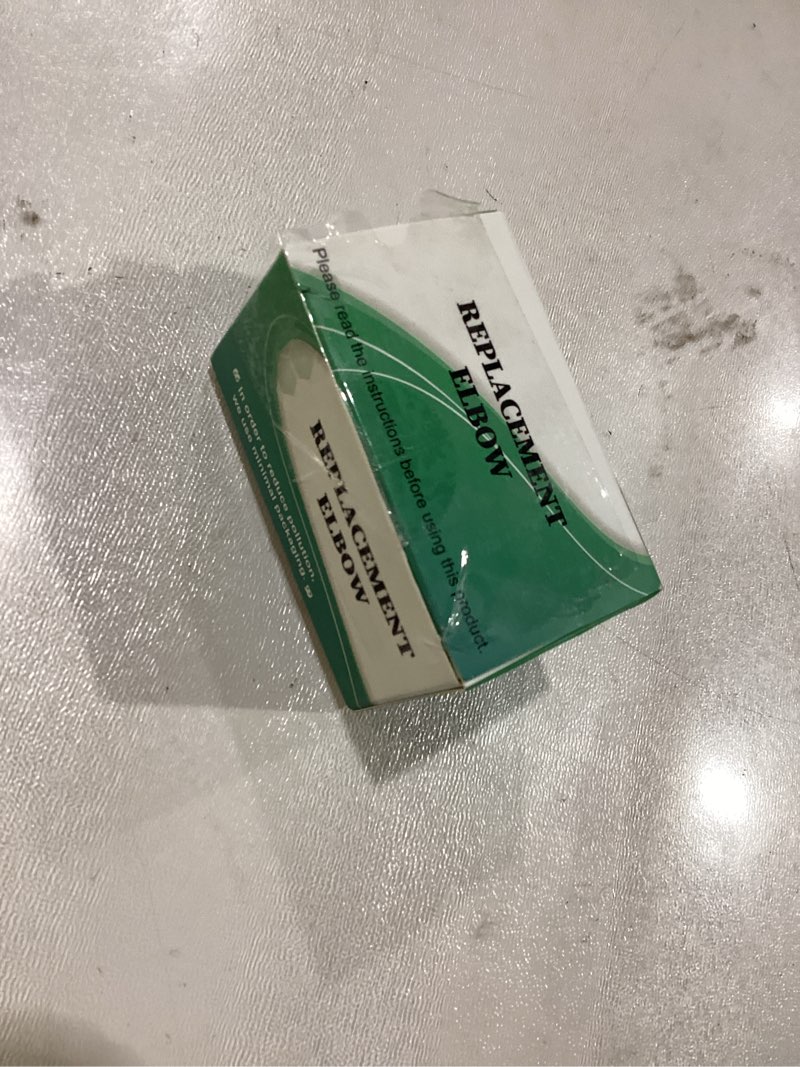 REPLACEMENT
ELBOW
Please read the instructions before using this product.
REPLACEMENT
ELBOW
In order to reduce pollution,
we use minimal packaging.